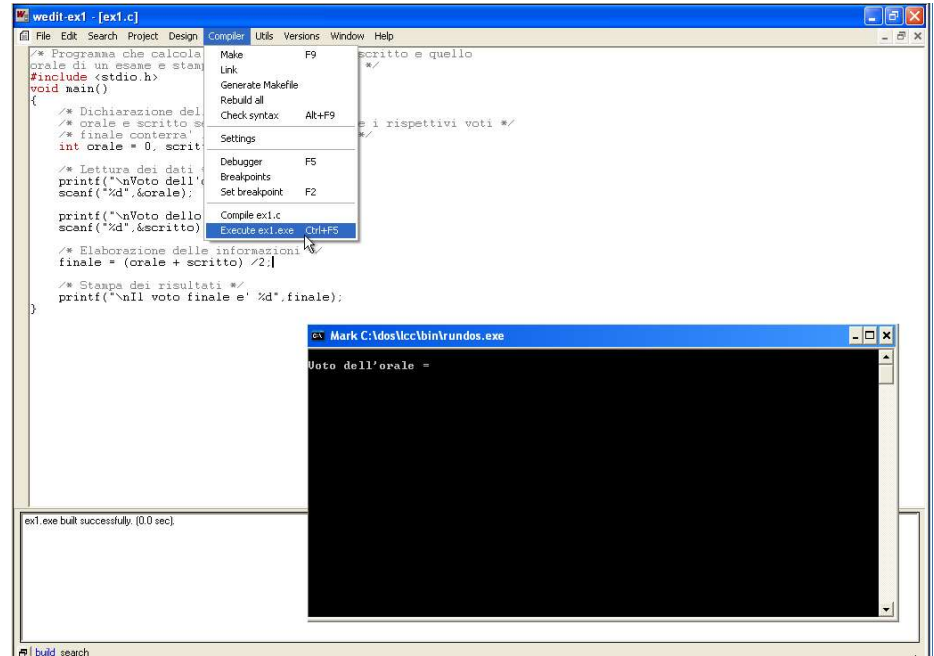 wedit-ex1 - [ex1.c]
File Edit Search Project Design Compiler Utils Versions Window Help
/* Programma che calcola
scritto e quello
orale di un esame e stam
*/
#include <stdio.h>
void main()
{
/* Dichiarazione del
/* orale e scritto s
e i rispettivi voti */
/* finale conterra'
*/
int orale = 0, scrit
/* Lettura dei dati
printf("\nVoto dell'
scanf("%d",&orale);
printf("\nVoto dello
scanf("%d",&scritto)
/* Elaborazione delle informazioni */
finale = (orale + scritto) /2;
/* Stampa dei risultati */
printf("\nIl voto finale e' %d",finale);
}
Make F9
Link
Generate Makefile
Rebuild all
Check syntax Alt+F9
Settings
Debugger F5
Breakpoints
Set breakpoint F2
Compile ex1.c
Execute ex1.exe Ctrl+F5
Mark C:\dos\lcc\bin\rundos.exe
Voto dell'orale =
ex1.exe built successfully. (0.0 sec).
build search